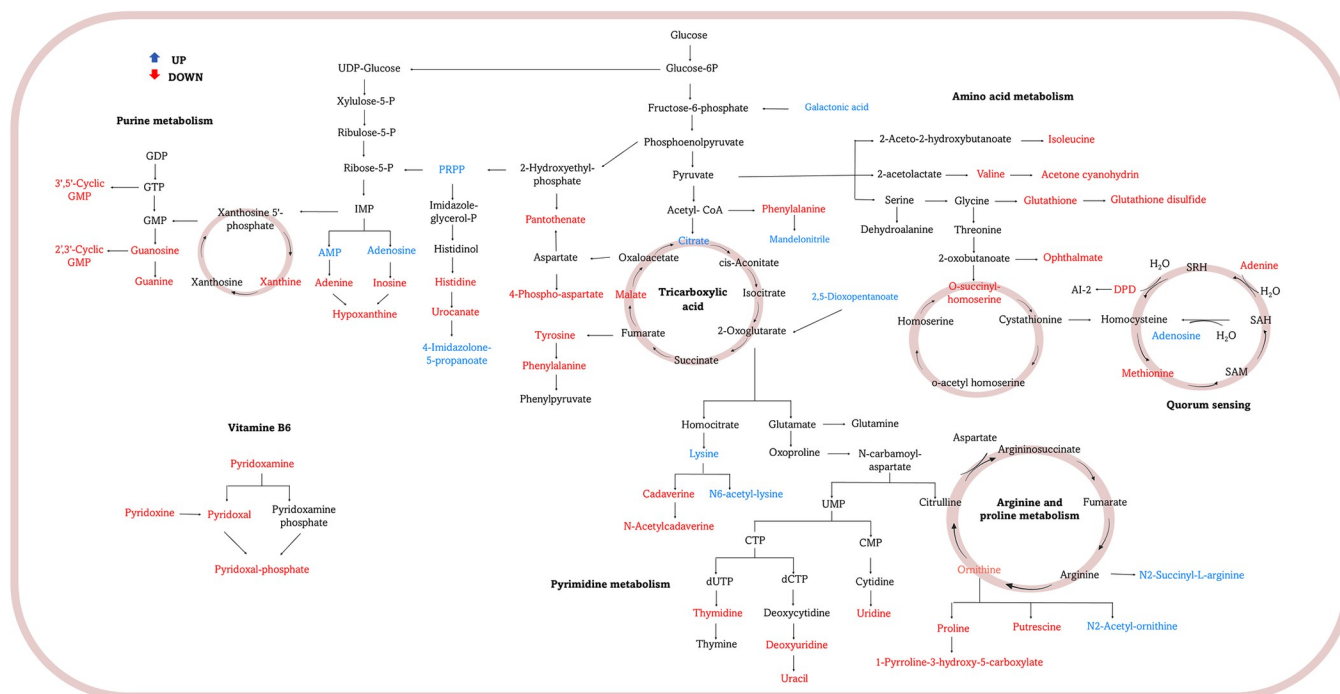 UP
DOWN
Glucose
UDP-Glucose
Glucose-6P
Xylulose-5-P
Fructose-6-phosphate
Galactonic acid
Amino acid metabolism
Purine metabolism
Ribulose-5-P
Phosphoenolpyruvate
2-Aceto-2-hydroxybutanoate
Isoleucine
GDP
Ribose-5-P
PRPP
2-Hydroxyethyl-
phosphate
Pyruvate
2-acetolactate
Valine
Acetone cyanohydrin
3',5'-Cyclic
GMP
GTP
Serine
Glycine
Glutathione
Glutathione disulfide
GMP
Xanthosine 5'-
phosphate
IMP
Imidazole-
glycerol-P
Pantothenate
Acetyl- CoA
Phenylalanine
Dehydroalanine
Threonine
2',3'-Cyclic
GMP
Guanosine
AMP
Adenosine
Histidinol
Citrate
Mandelonitrile
2-oxobutanoate
Ophthalmate
Guanine
Xanthosine
Xanthine
Adenine
Inosine
Histidine
Aspartate
Oxaloacetate
cis-Aconitate
Hypoxanthine
Urocanate
4-Phospho-aspartate
Malate
Tricarboxylic
acid
Isocitrate
2,5-Dioxopentanoate
O-succinyl-
homoserine
H₂O
SRH
Adenine
AI-2
DPD
H₂O
4-Imidazolone-
5-propanoate
Tyrosine
Fumarate
2-Oxoglutarate
Homoserine
Cystathionine
Homocysteine
Adenosine
H₂O
SAH
Phenylalanine
Succinate
o-acetyl homoserine
Methionine
SAM
Phenylpyruvate
Quorum sensing
Vitamine B6
Homocitrate
Glutamate
Glutamine
Pyridoxamine
Lysine
Oxoproline
N-carbamoyl-
aspartate
Aspartate
Argininosuccinate
Pyridoxine
Pyridoxal
Pyridoxamine
phosphate
Cadaverine
N6-acetyl-lysine
UMP
Citrulline
Arginine and
proline metabolism
Fumarate
N-Acetylcadaverine
Pyridoxal-phosphate
CTP
CMP
Pyrimidine metabolism
dUTP
dCTP
Cytidine
Ornithine
Arginine
N2-Succinyl-L-arginine
Thymidine
Deoxycytidine
Uridine
Thymine
Deoxyuridine
Proline
Putrescine
N2-Acetyl-ornithine
Uracil
1-Pyrroline-3-hydroxy-5-carboxylate